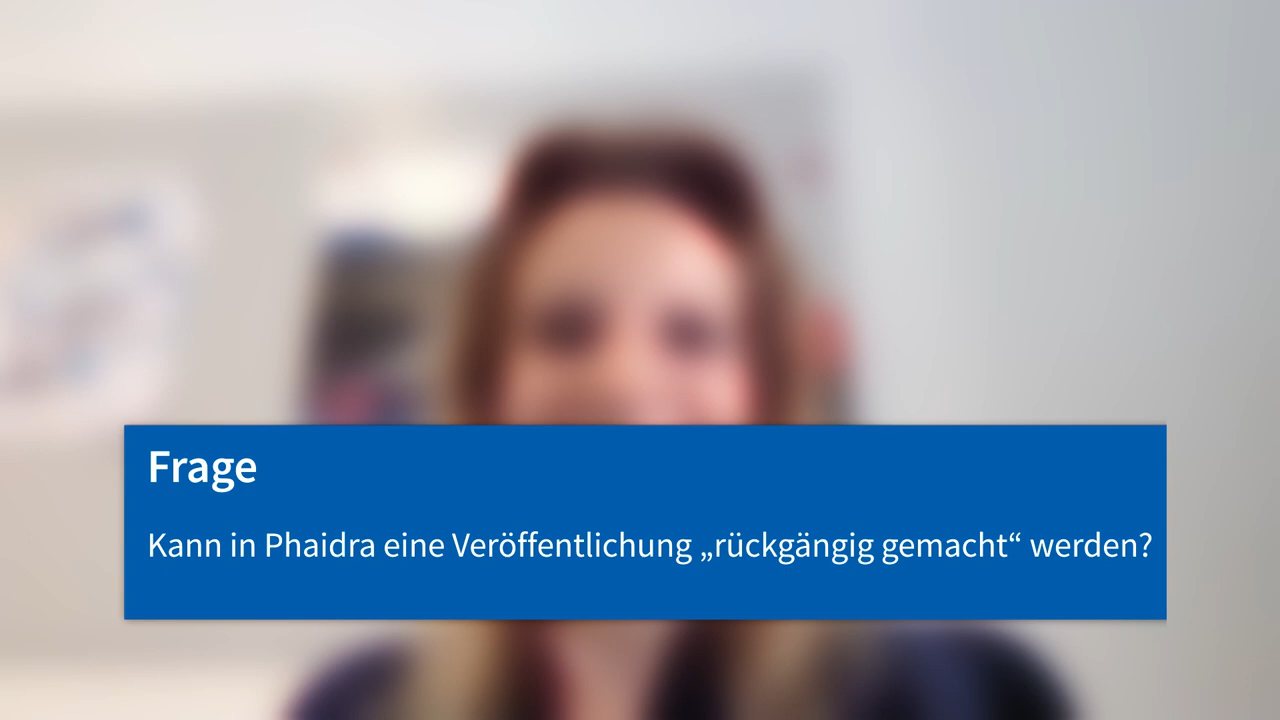 Frage
Kann in Phaidra eine Veröffentlichung „rückgängig gemacht“ werden?